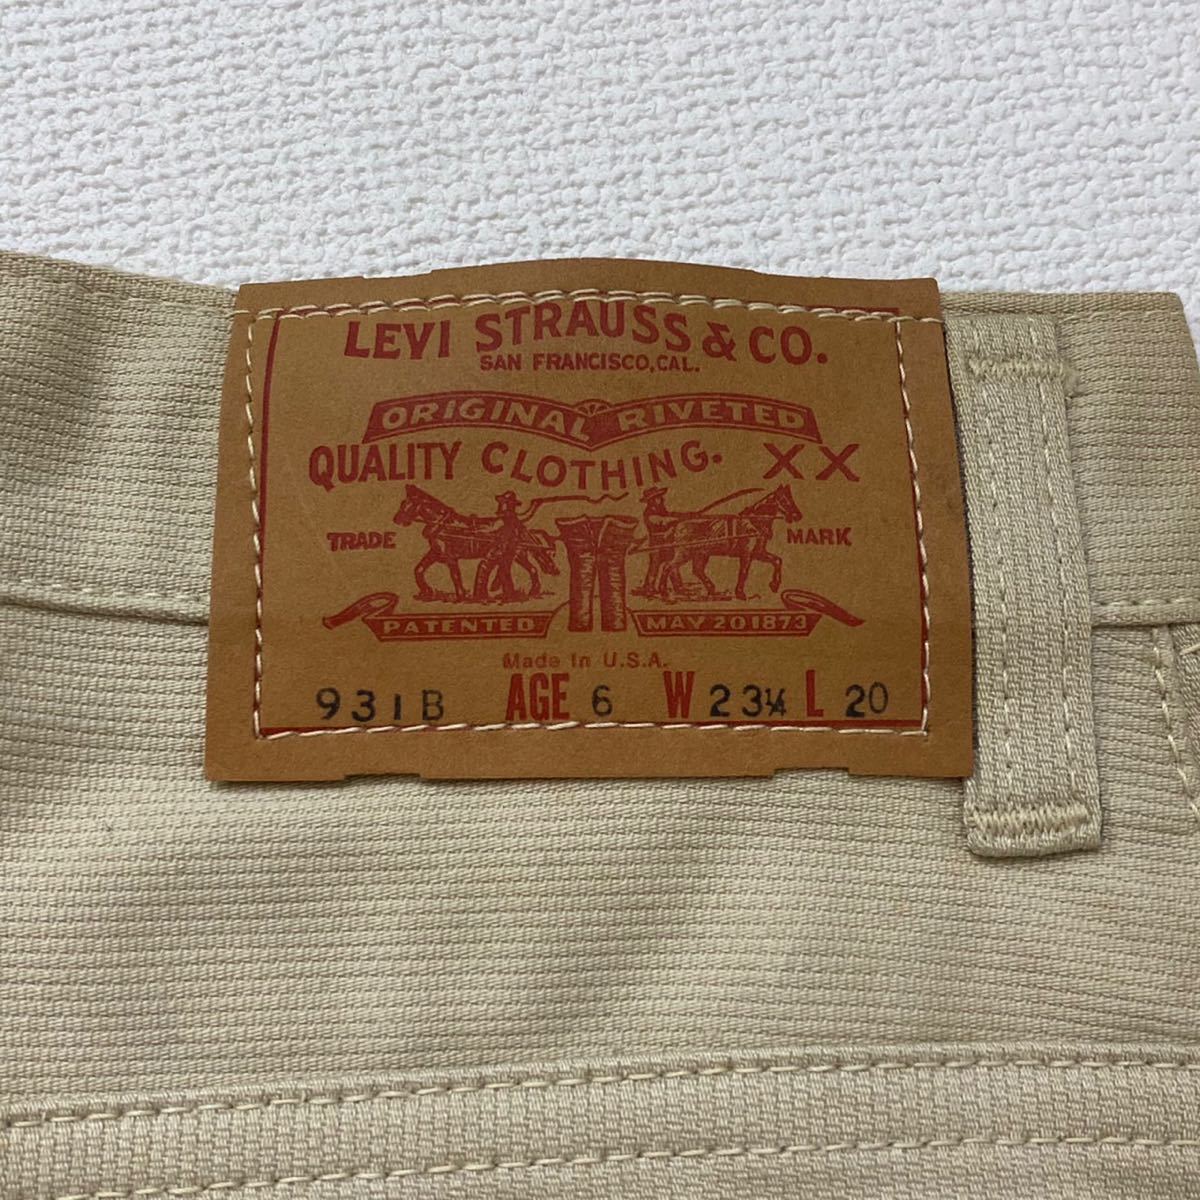 LEVI STRAUSS & CO.
SAN FRANCISCO, CAL.
ORIGINAL RIVETED
QUALITY CLOTHING. XX
TRADE MARK
PATENTED MAY 20 1873
Made in U.S.A.
931B AGE 6 W 23¼ L 20